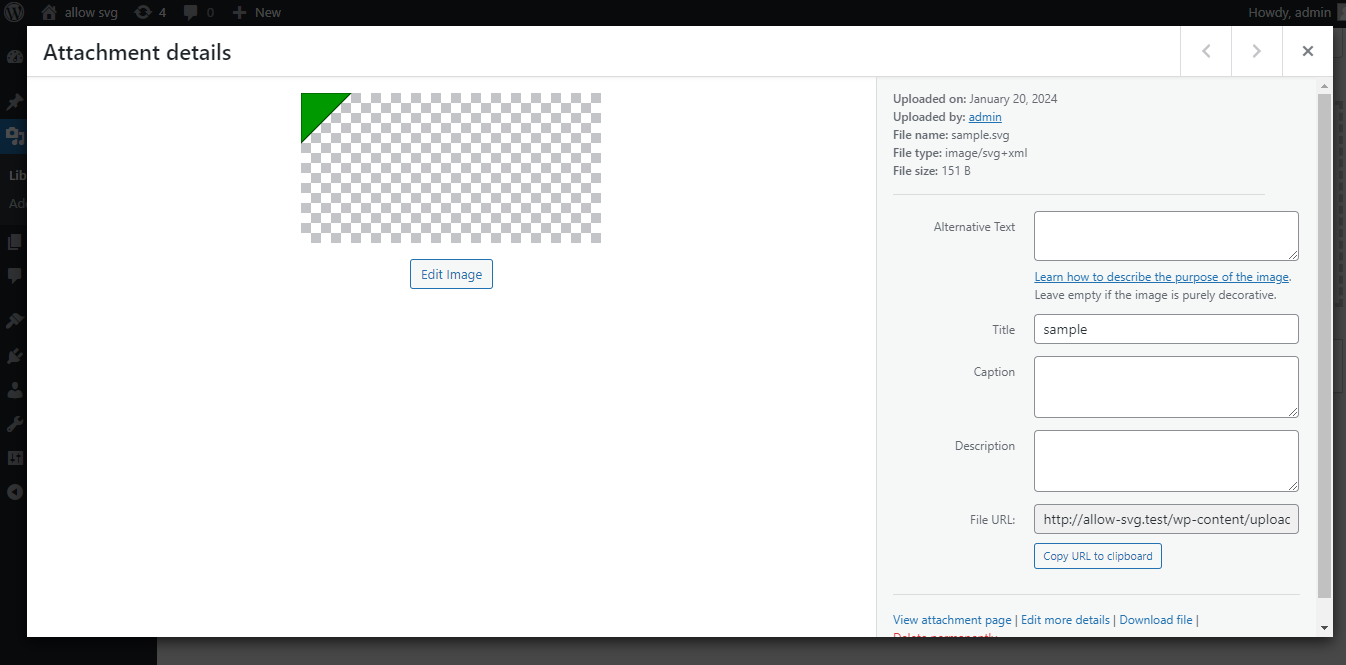 allow svg 4 0 New Howdy, admin
Attachment details
Uploaded on: January 20, 2024
Uploaded by: admin
File name: sample.svg
File type: image/svg+xml
File size: 151 B
Lib
Alternative Text
Learn how to describe the purpose of the image.
Leave empty if the image is purely decorative.
Edit Image
Title sample
Caption
Description
File URL: http://allow-svg.test/wp-content/uploac
Copy URL to clipboard
View attachment page | Edit more details | Download file |
Delete permanently